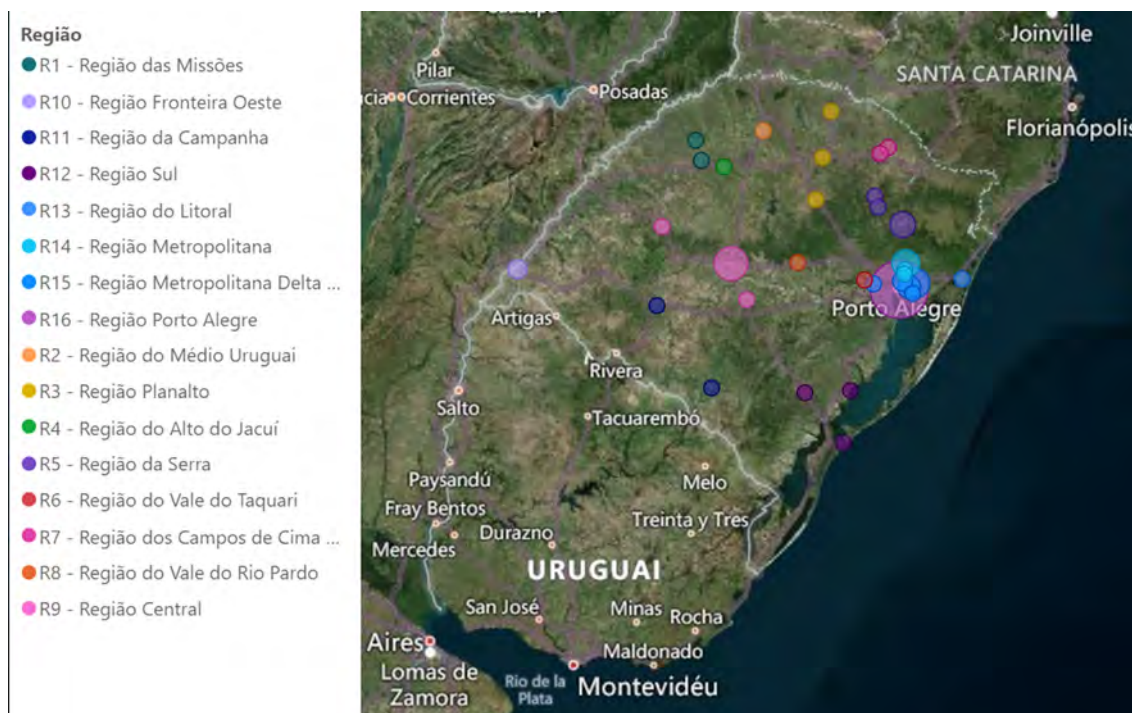 Região
R1 - Região das Missões
R10 - Região Fronteira Oeste
R11 - Região da Campanha
R12 - Região Sul
R13 - Região do Litoral
R14 - Região Metropolitana
R15 - Região Metropolitana Delta ...
R16 - Região Porto Alegre
R2 - Região do Médio Uruguai
R3 - Região Planalto
R4 - Região do Alto do Jacuí
R5 - Região da Serra
R6 - Região do Vale do Taquari
R7 - Região dos Campos de Cima ...
R8 - Região do Vale do Rio Pardo
R9 - Região Central
Joinville
Pilar
SANTA CATARINA
Posadas
Corrientes
Florianópolis
Artigas
Porto Alegre
Rivera
Salto
Tacuarembó
Paysandú
Melo
Fray Bentos
Treinta y Tres
Durazno
Mercedes
URUGUAI
San José
Minas
Rocha
Aires
Maldonado
Lomas de
Zamora
Rio de la
Plata
Montevidéu